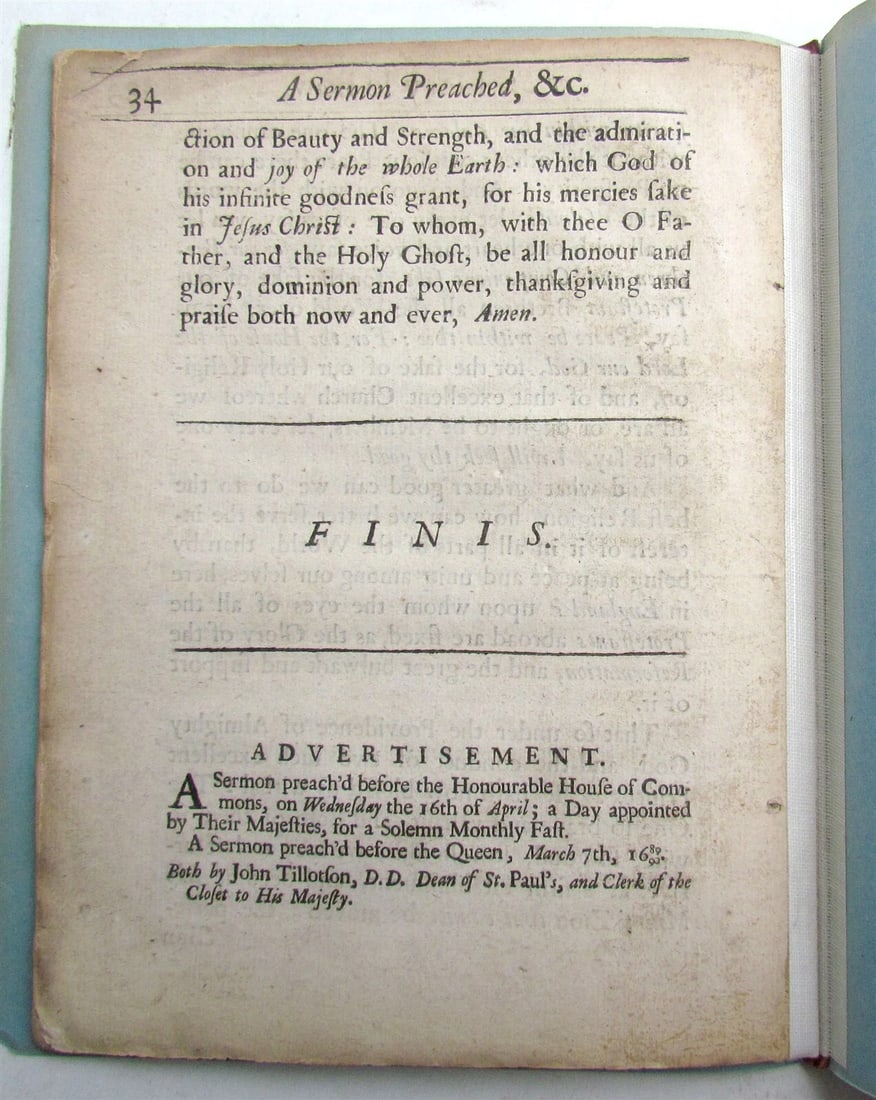 34 A Sermon Preached, &c.
ction of Beauty and Strength, and the admirati-
on and joy of the whole Earth: which God of
his infinite goodneſs grant, for his mercies ſake
in Jeſus Chriſt: To whom, with thee O Fa-
ther, and the Holy Ghoſt, be all honour and
glory, dominion and power, thankſgiving and
praiſe both now and ever, Amen.
FINIS.
ADVERTISEMENT.
A Sermon preach'd before the Honourable Houſe of Com-
mons, on Wedneſday the 16th of April; a Day appointed
by Their Majeſties, for a Solemn Monthly Faſt.
A Sermon preach'd before the Queen, March 7th, 16 89/90.
Both by John Tillotſon, D.D. Dean of St. Paul's, and Clerk of the
Cloſet to His Majeſty.